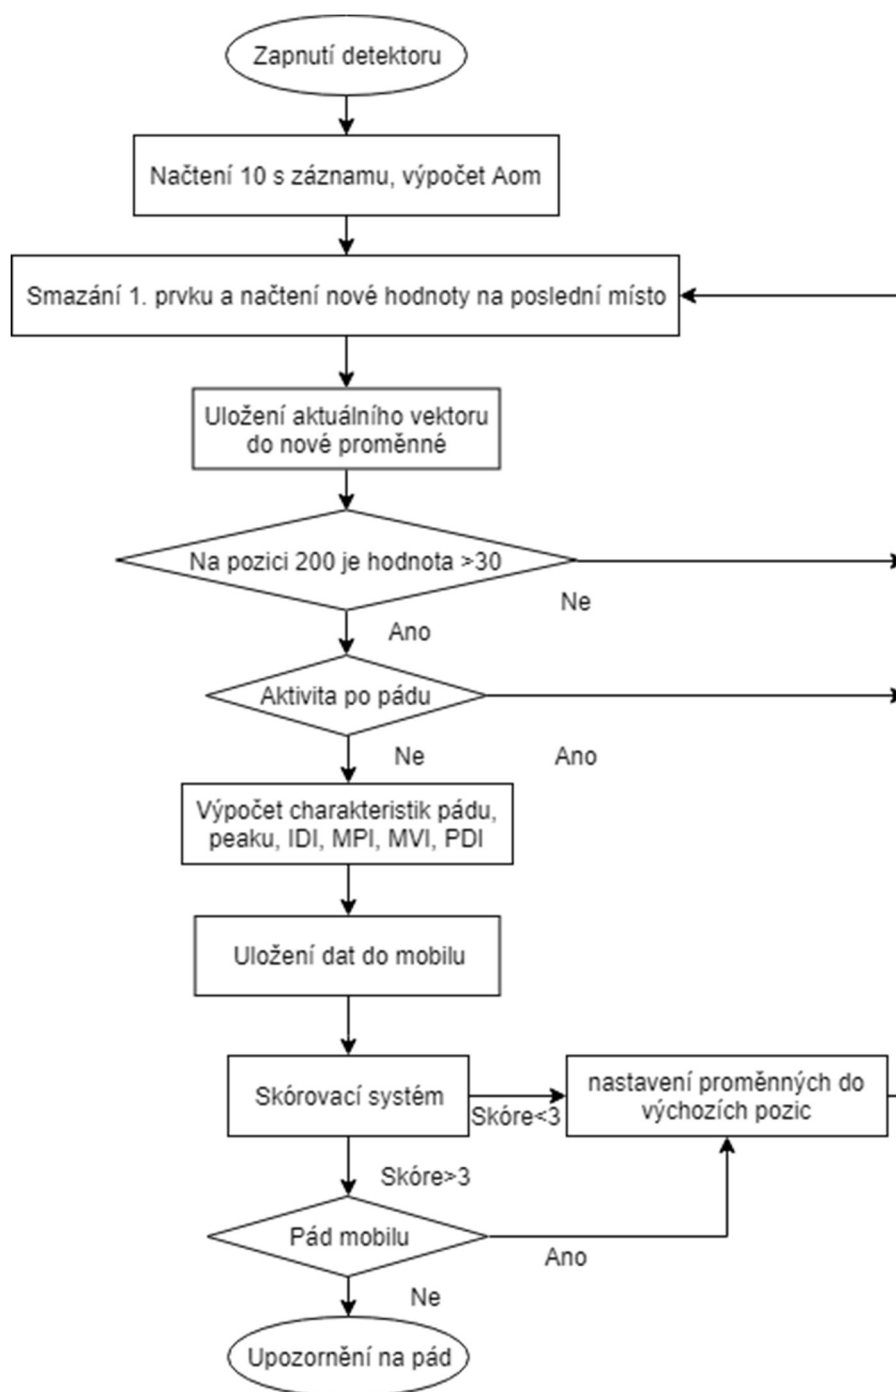 Zapnutí detektoru
Načtení 10 s záznamu, výpočet Aom
Smazání 1. prvku a načtení nové hodnoty na poslední místo
Uložení aktuálního vektoru
do nové proměnné
Na pozici 200 je hodnota >30
Ne
Ano
Aktivita po pádu
Ne
Ano
Výpočet charakteristik pádu,
peaku, IDI, MPI, MVI, PDI
Uložení dat do mobilu
Skórovací systém
Skóre<3
nastavení proměnných do
výchozích pozic
Skóre>3
Pád mobilu
Ano
Ne
Upozornění na pád